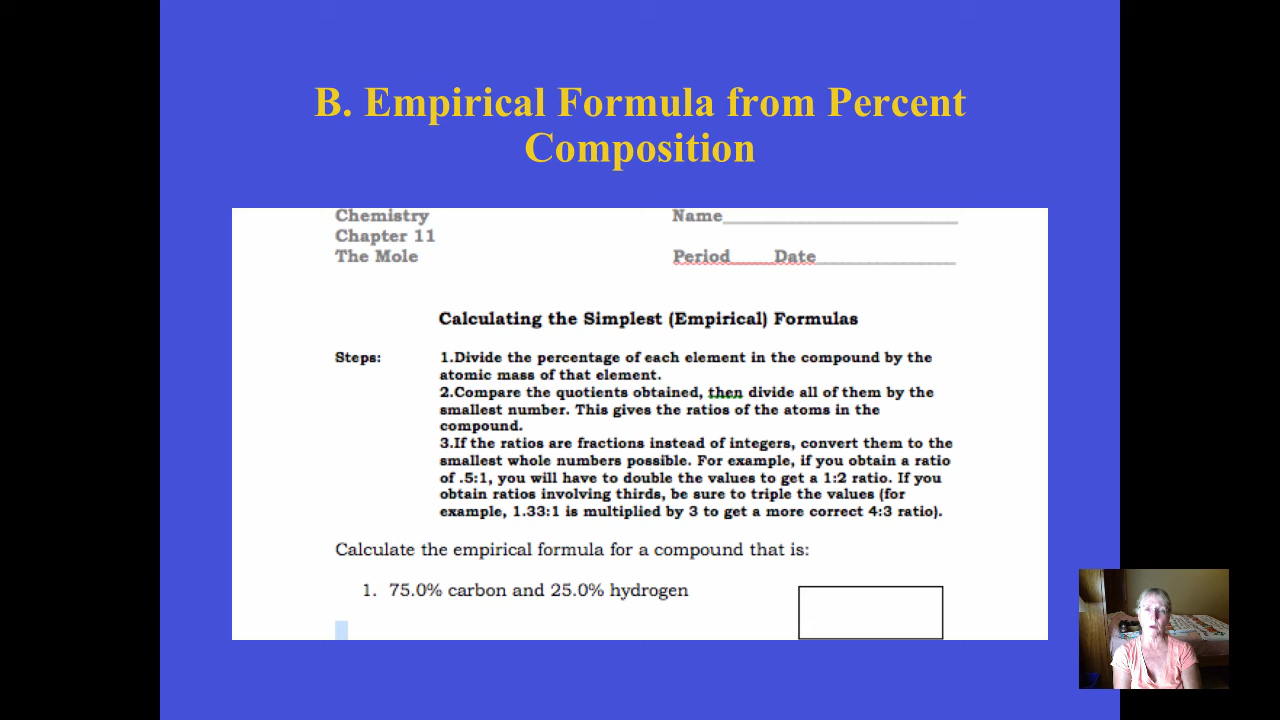 B. Empirical Formula from Percent
Composition
Chemistry
Name
Chapter 11
The Mole
Period Date
Calculating the Simplest (Empirical) Formulas
Steps: 1.Divide the percentage of each element in the compound by the
atomic mass of that element.
2.Compare the quotients obtained, then divide all of them by the
smallest number. This gives the ratios of the atoms in the
compound.
3.If the ratios are fractions instead of integers, convert them to the
smallest whole numbers possible. For example, if you obtain a ratio
of .5:1, you will have to double the values to get a 1:2 ratio. If you
obtain ratios involving thirds, be sure to triple the values (for
example, 1.33:1 is multiplied by 3 to get a more correct 4:3 ratio).
Calculate the empirical formula for a compound that is:
1. 75.0% carbon and 25.0% hydrogen